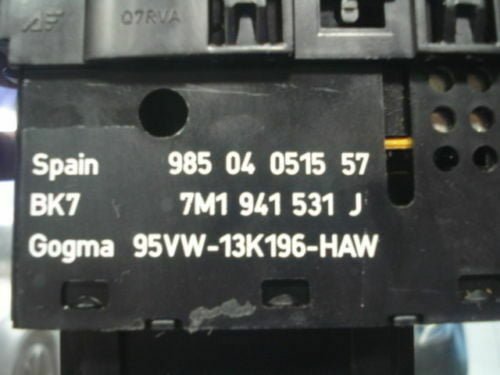 Q7RVA
Spain 985 04 0515 57
BK7 7M1 941 531 J
Gogma 95VW-13K196-HAW